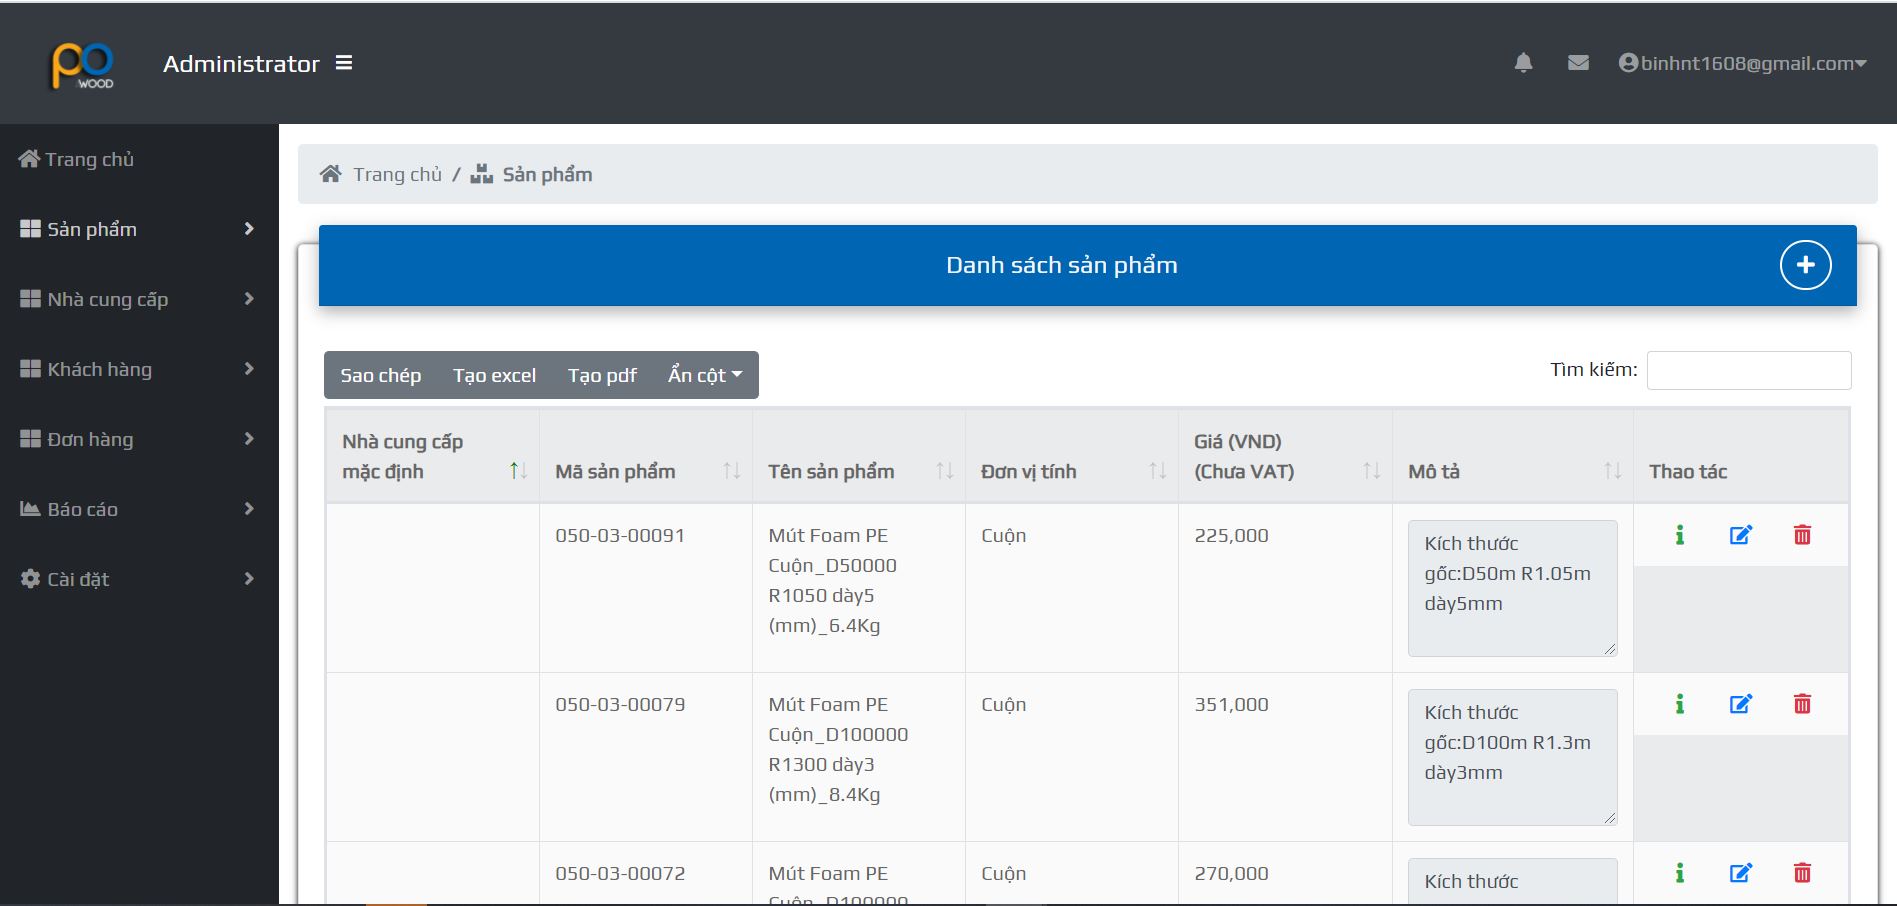 po
WOOD
Administrator
binhnt1608@gmail.com
Trang chủ
Sản phẩm
Nhà cung cấp
Khách hàng
Đơn hàng
Báo cáo
Cài đặt
Trang chủ / Sản phẩm
Danh sách sản phẩm
Sao chép Tạo excel Tạo pdf Ẩn cột
Tìm kiếm:
Nhà cung cấp
mặc định
Mã sản phẩm
Tên sản phẩm
Đơn vị tính
Giá (VND)
(Chưa VAT)
Mô tả
Thao tác
050-03-00091
Mút Foam PE
Cuộn_D50000
R1050 dày5
(mm)_6.4Kg
Cuộn
225,000
Kích thước
gốc:D50m R1.05m
dày5mm
050-03-00079
Mút Foam PE
Cuộn_D100000
R1300 dày3
(mm)_8.4Kg
Cuộn
351,000
Kích thước
gốc:D100m R1.3m
dày3mm
050-03-00072
Mút Foam PE
Cuộn_D100000
Cuộn
270,000
Kích thước